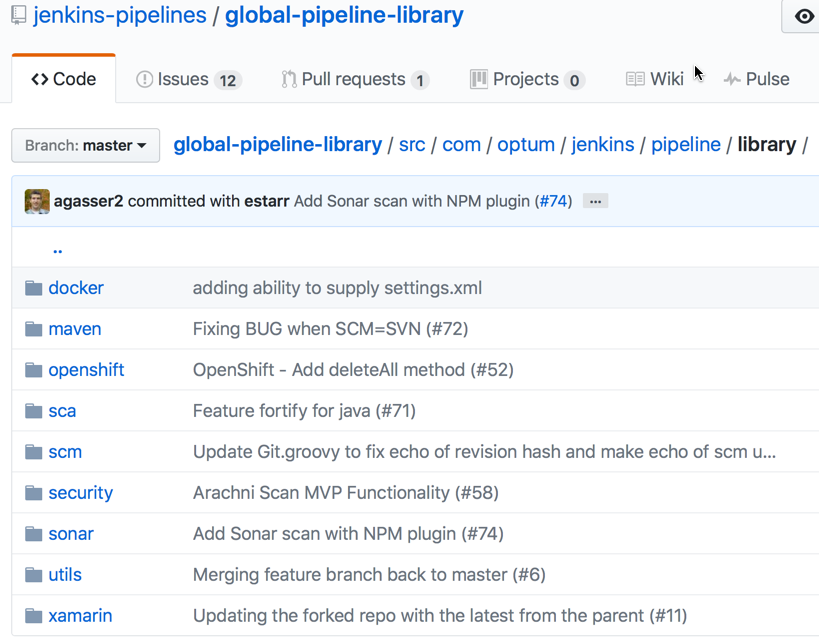 jenkins-pipelines / global-pipeline-library
Code Issues 12 Pull requests 1 Projects 0 Wiki Pulse
Branch: master global-pipeline-library / src / com / optum / jenkins / pipeline / library /
agasser2 committed with estarr Add Sonar scan with NPM plugin (#74) ...
..
docker adding ability to supply settings.xml
maven Fixing BUG when SCM=SVN (#72)
openshift OpenShift - Add deleteAll method (#52)
sca Feature fortify for java (#71)
scm Update Git.groovy to fix echo of revision hash and make echo of scm u...
security Arachni Scan MVP Functionality (#58)
sonar Add Sonar scan with NPM plugin (#74)
utils Merging feature branch back to master (#6)
xamarin Updating the forked repo with the latest from the parent (#11)